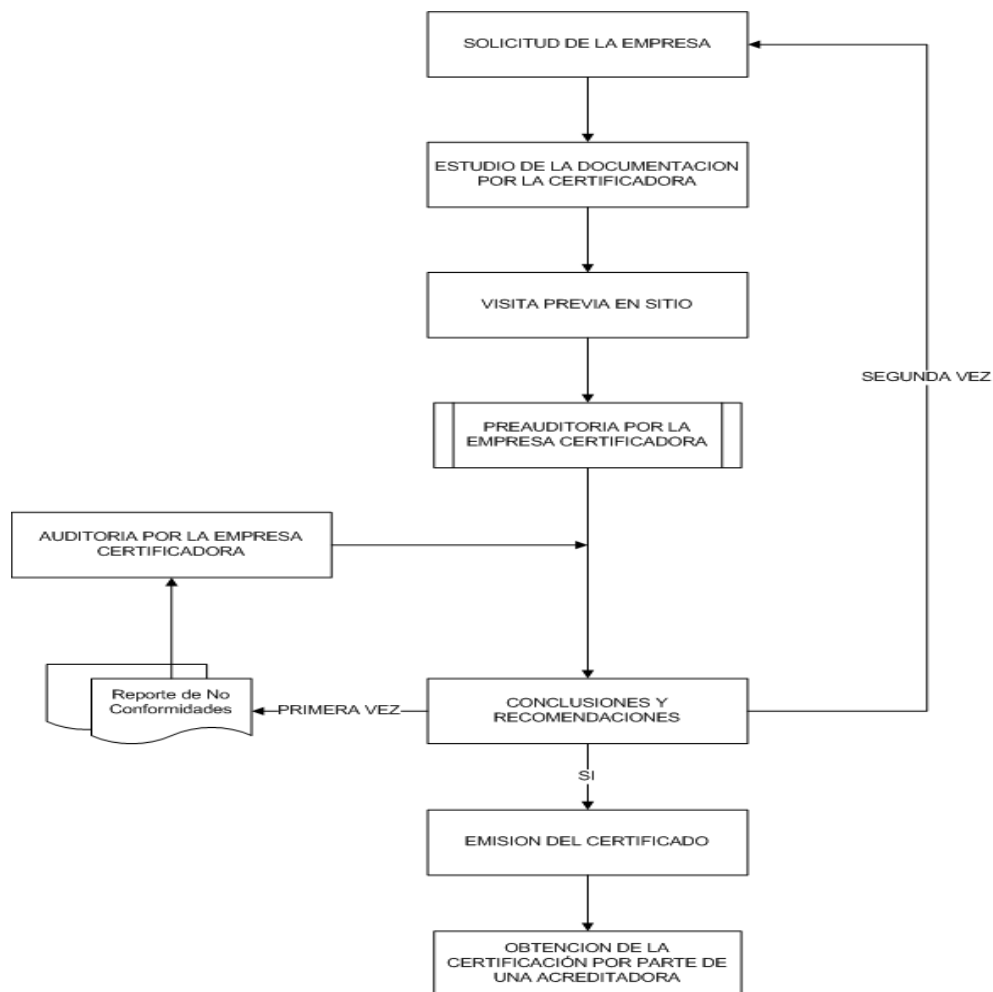 SOLICITUD DE LA EMPRESA
ESTUDIO DE LA DOCUMENTACION
POR LA CERTIFICADORA
VISITA PREVIA EN SITIO
SEGUNDA VEZ
PREAUDITORIA POR LA
EMPRESA CERTIFICADORA
AUDITORIA POR LA EMPRESA
CERTIFICADORA
Reporte de No
Conformidades
PRIMERA VEZ
CONCLUSIONES Y
RECOMENDACIONES
SI
EMISION DEL CERTIFICADO
OBTENCION DE LA
CERTIFICACIÓN POR PARTE DE
UNA ACREDITADORA